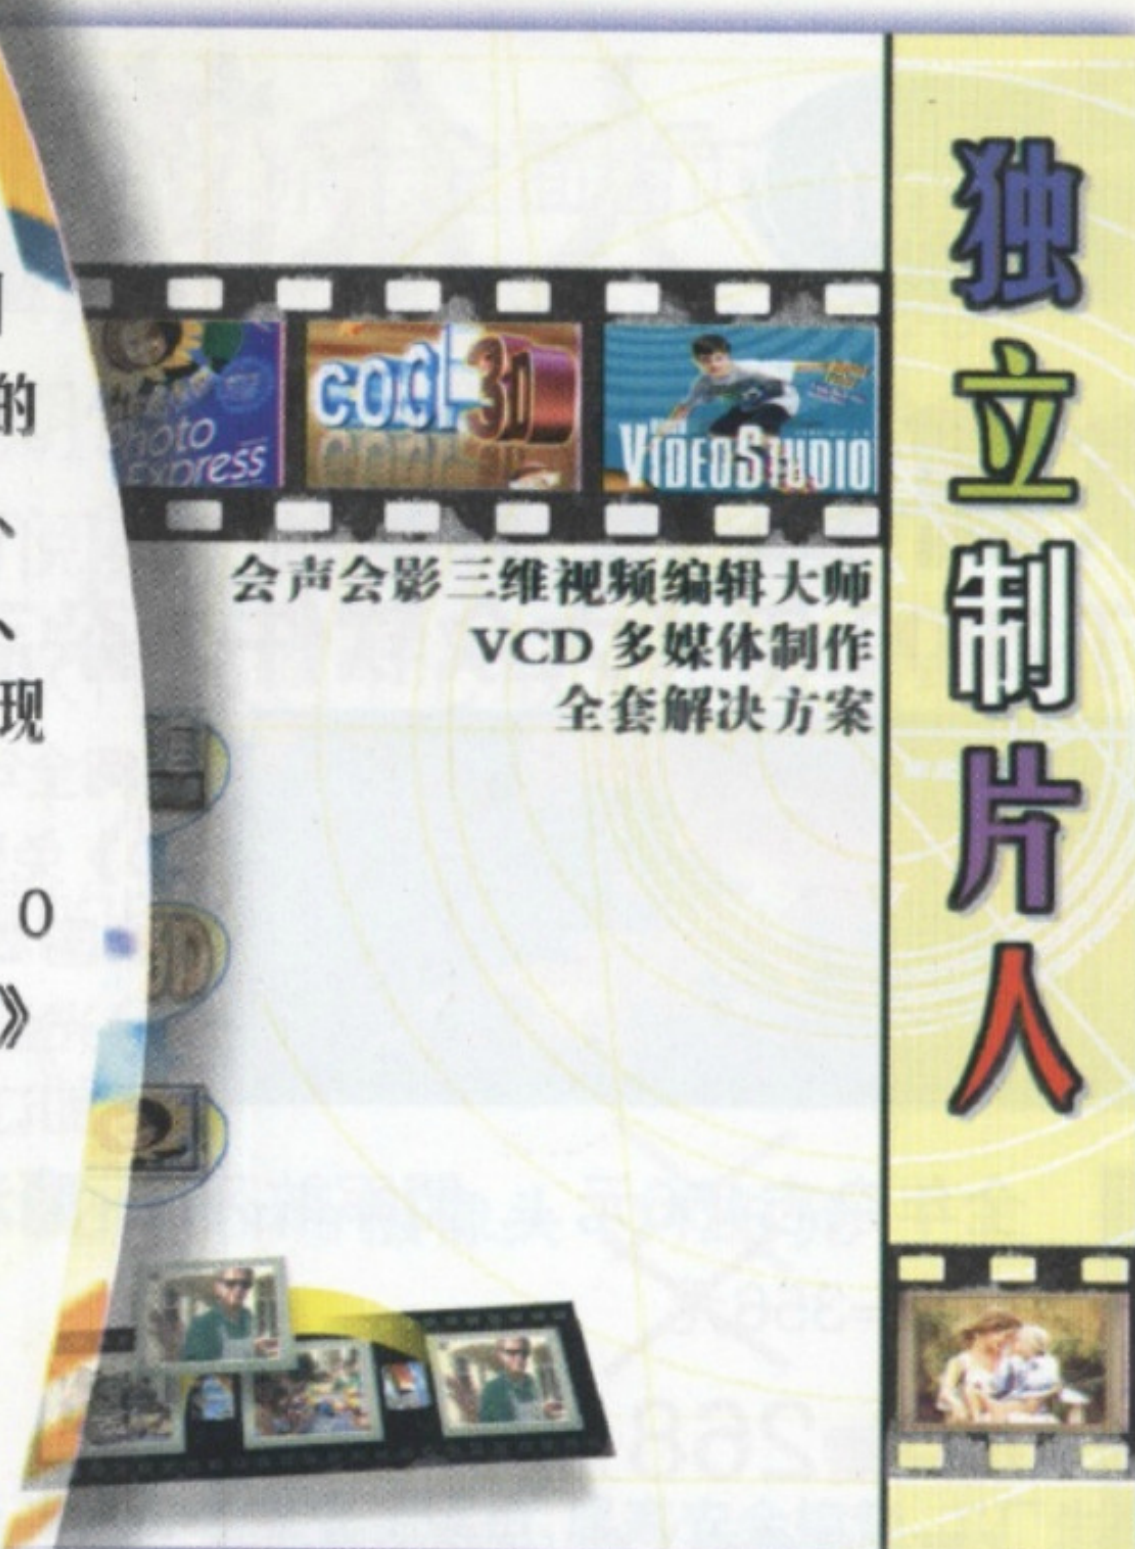 独立制片人
Photo
Express
COOL 3D
VIDEOSTUDIO
会声会影三维视频编辑大师
VCD 多媒体制作
全套解决方案
的
、
、
现
0
》